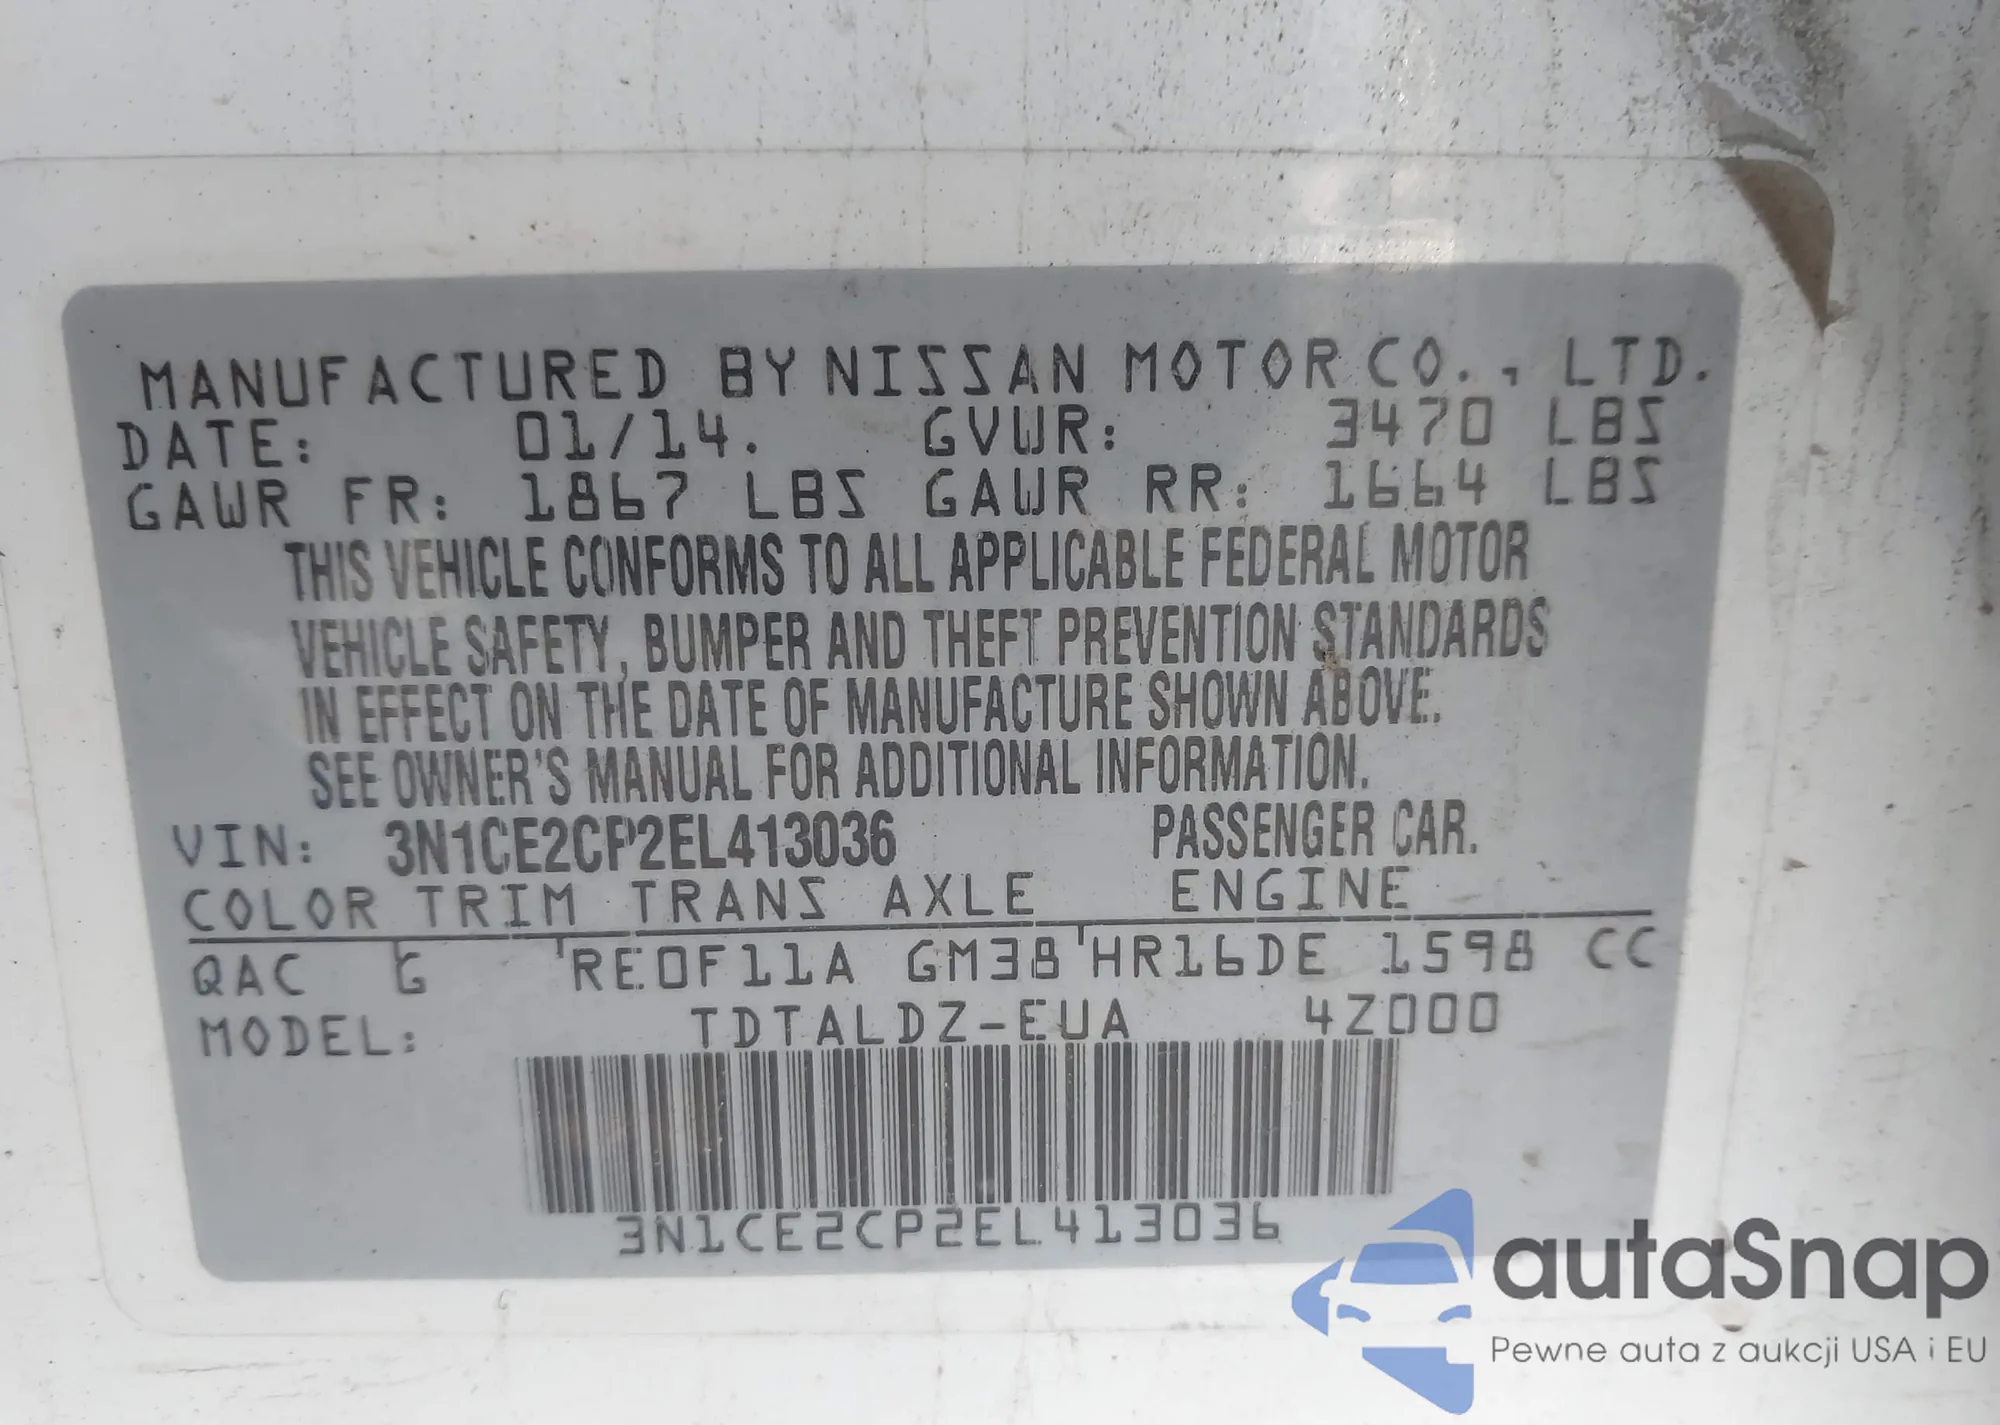 MANUFACTURED BY NISSAN MOTOR CO., LTD.
DATE: 01/14. GVWR: 3470 LBS
GAWR FR: 1867 LBS GAWR RR: 1664 LBS
THIS VEHICLE CONFORMS TO ALL APPLICABLE FEDERAL MOTOR
VEHICLE SAFETY, BUMPER AND THEFT PREVENTION STANDARDS
IN EFFECT ON THE DATE OF MANUFACTURE SHOWN ABOVE.
SEE OWNER'S MANUAL FOR ADDITIONAL INFORMATION.
VIN: 3N1CE2CP2EL413036 PASSENGER CAR.
COLOR TRIM TRANS AXLE ENGINE
QAC G RE0F11A GM38 HR16DE 1598 CC
MODEL: TDTALDZ-EUA 4Z000
3N1CE2CP2EL413036
autaSnap
Pewne auta z aukcji USA i EU